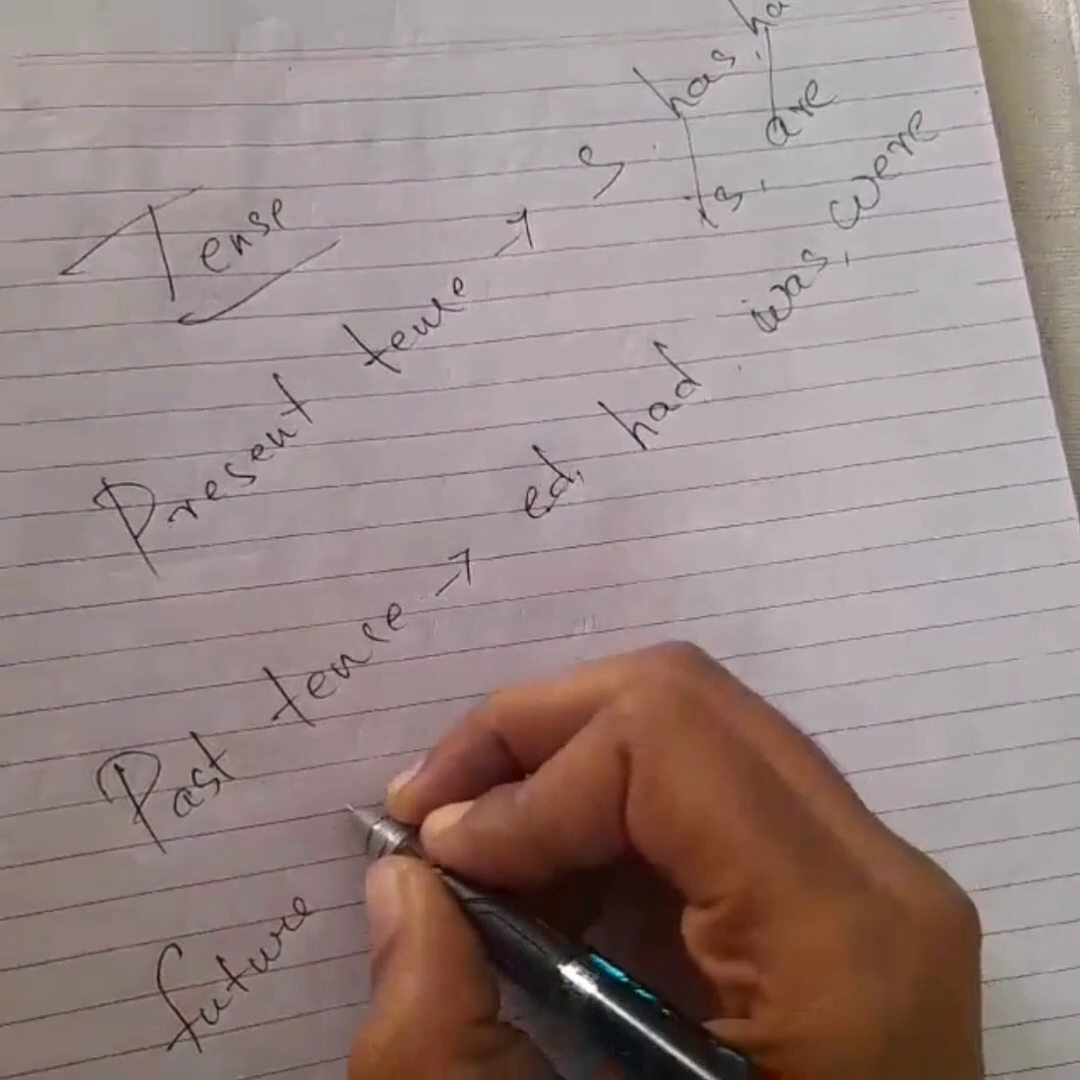 Tense
Present tense → s. has, ha
is, are
Past tense → ed, had, was, were
future